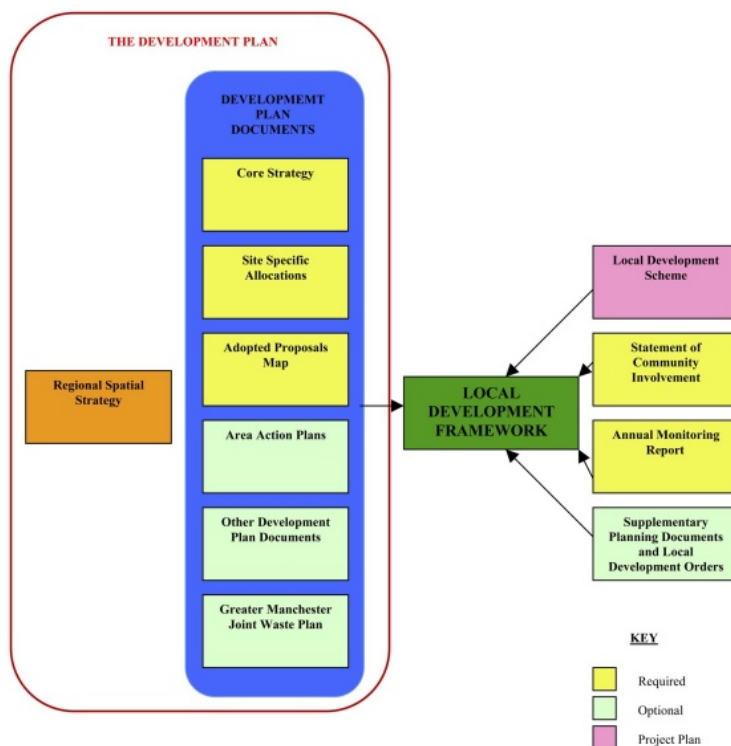 THE DEVELOPMENT PLAN
DEVELOPMEMT
PLAN
DOCUMENTS
Core Strategy
Site Specific
Allocations
Adopted Proposals
Map
Regional Spatial
Strategy
Area Action Plans
Other Development
Plan Documents
Greater Manchester
Joint Waste Plan
LOCAL
DEVELOPMENT
FRAMEWORK
Local Development
Scheme
Statement of
Community
Involvement
Annual Monitoring
Report
Supplementary
Planning Documents
and Local
Development Orders
KEY
Required
Optional
Project Plan